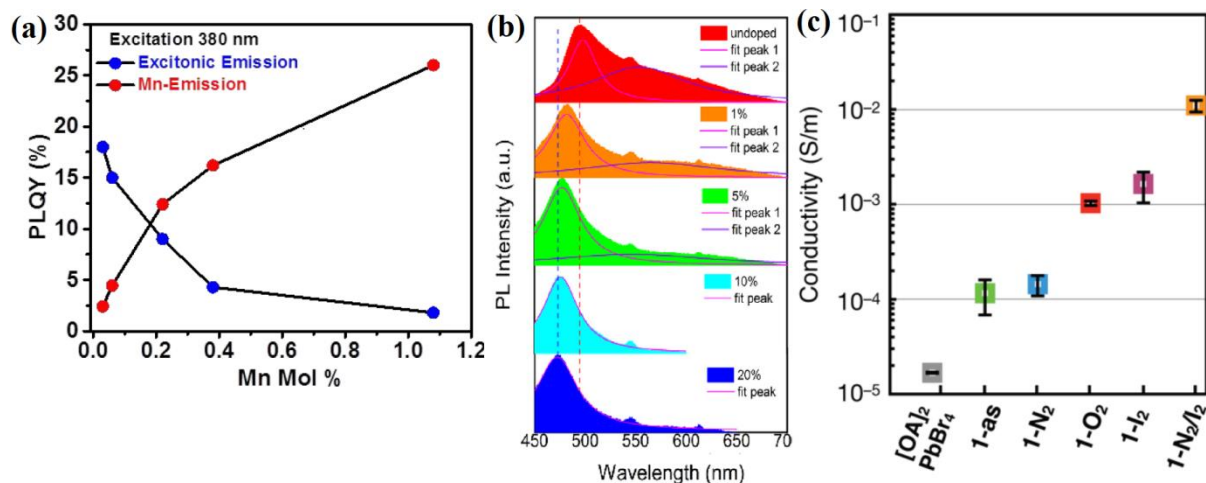 (a)
Excitation 380 nm
Excitonic Emission
Mn-Emission
PLQY (%)
30
25
20
15
10
5
0
0.0 0.2 0.4 0.6 0.8 1.0 1.2
Mn Mol %
(b)
undoped
fit peak 1
fit peak 2
1%
fit peak 1
fit peak 2
5%
fit peak 1
fit peak 2
10%
fit peak
20%
fit peak
PL Intensity (a.u.)
450 500 550 600 650 70
Wavelength (nm)
(c)
Conductivity (S/m)
10⁻¹
10⁻²
10⁻³
10⁻⁴
10⁻⁵
[OA]₂
PbBr₄
1-as
1-N₂
1-O₂
1-I₂
1-N₂/I₂